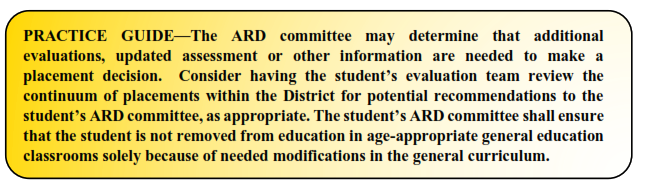 PRACTICE GUIDE—The ARD committee may determine that additional
evaluations, updated assessment or other information are needed to make a
placement decision.  Consider having the student's evaluation team review the
continuum of placements within the District for potential recommendations to the
student's ARD committee, as appropriate. The student's ARD committee shall ensure
that the student is not removed from education in age-appropriate general education
classrooms solely because of needed modifications in the general curriculum.